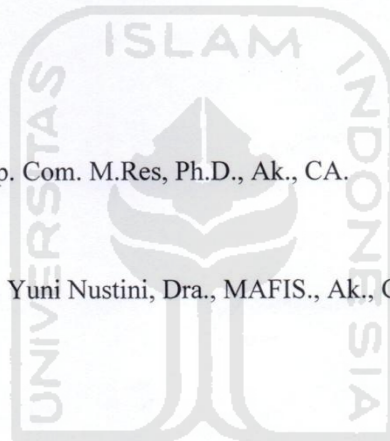 ISLAM
UNIVERSITAS
INDONESIA
p. Com. M.Res, Ph.D., Ak., CA.
Yuni Nustini, Dra., MAFIS., Ak., C